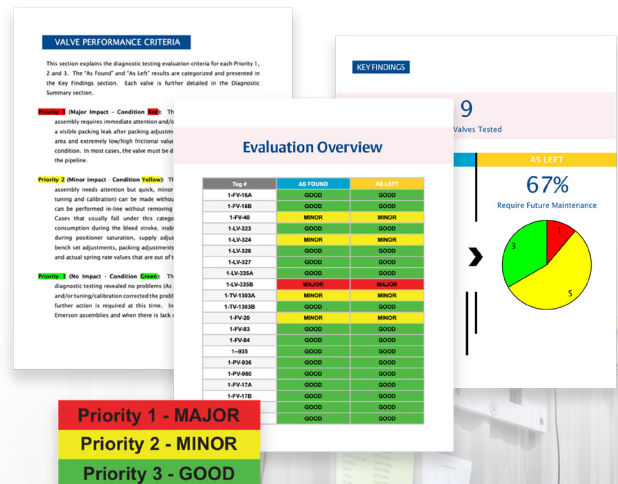 VALVE PERFORMANCE CRITERIA
This section explains the diagnostic testing evaluation criteria for each Priority 1,
2 and 3. The "As Found" and "As Left" results are categorized and presented in
the Key Findings section. Each valve is further detailed in the Diagnostic
Summary section.
Priority 1 (Major Impact - Condition Red):
assembly requires immediate attention and/
a visible packing leak after packing
area and extremely low/high frictional
condition. In most cases, the valve must be
the pipeline.
Priority 2 (Minor impact - Condition Yellow):
assembly needs attention but quick, minor
tuning and calibration) can be made
can be performed in-line without removing
Cases that usually fall under this
consumption during the bleed stroke,
during positioner saturation, supply
bench set adjustments, packing adjustments
and actual spring rate values that are out of
Priority 3 (No Impact - Condition Green):
diagnostic testing revealed no problems (As
and/or tuning/calibration corrected the
further action is required at this time.
Emerson assemblies and when there is lack
Evaluation Overview
Tag # AS FOUND AS LEFT
1-FV-16A GOOD GOOD
1-FV-16B GOOD GOOD
1-FV-40 MINOR MINOR
1-LV-323 GOOD GOOD
1-LV-324 MINOR MINOR
1-LV-326 GOOD GOOD
1-LV-327 GOOD GOOD
1-LV-335A GOOD GOOD
1-LV-335B MAJOR MAJOR
1-TV-1303A MINOR MINOR
1-TV-1303B GOOD GOOD
1-FV-20 MINOR MINOR
1-FV-83 GOOD GOOD
1-FV-84 GOOD GOOD
1--935 GOOD GOOD
1-PV-936 GOOD GOOD
1-PV-980 GOOD GOOD
1-FV-17A GOOD GOOD
1-FV-17B GOOD GOOD
GOOD GOOD
GOOD GOOD
KEY FINDINGS
9
Valves Tested
AS LEFT
67%
Require Future Maintenance
1
3
5
Priority 1 - MAJOR
Priority 2 - MINOR
Priority 3 - GOOD